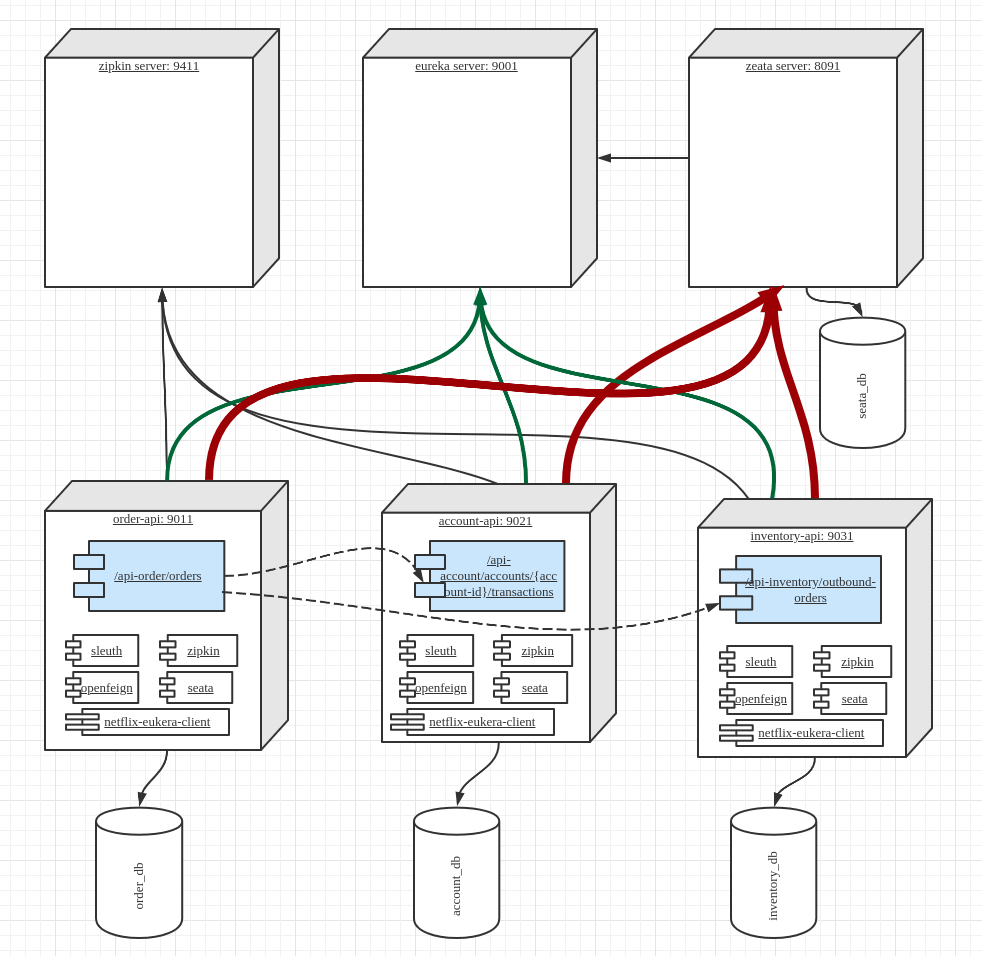 zipkin server: 9411
eureka server: 9001
zeata server: 8091
seata_db
order-api: 9011
/api-order/orders
sleuth
zipkin
openfeign
seata
netflix-eukera-client
account-api: 9021
/api-
account/accounts/{acc
ount-id}/transactions
sleuth
zipkin
openfeign
seata
netflix-eukera-client
inventory-api: 9031
/api-inventory/outbound-
orders
sleuth
zipkin
openfeign
seata
netflix-eukera-client
order_db
account_db
inventory_db